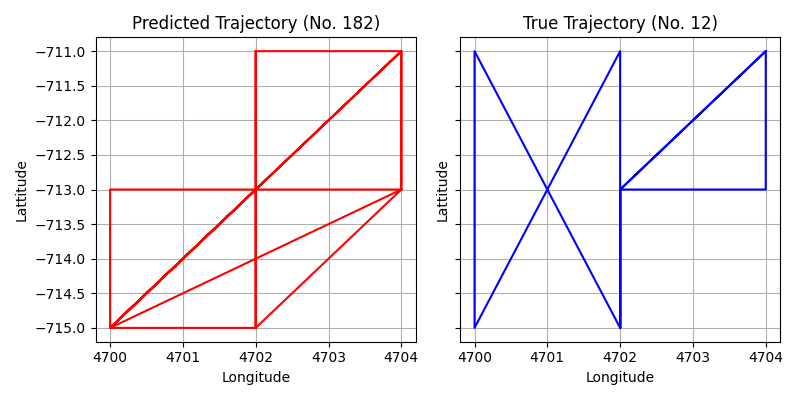 Predicted Trajectory (No. 182)
True Trajectory (No. 12)
−711.0
−711.5
−712.0
−712.5
−713.0
−713.5
−714.0
−714.5
−715.0
Lattitude
Lattitude
4700 4701 4702 4703 4704
4700 4701 4702 4703 4704
Longitude
Longitude